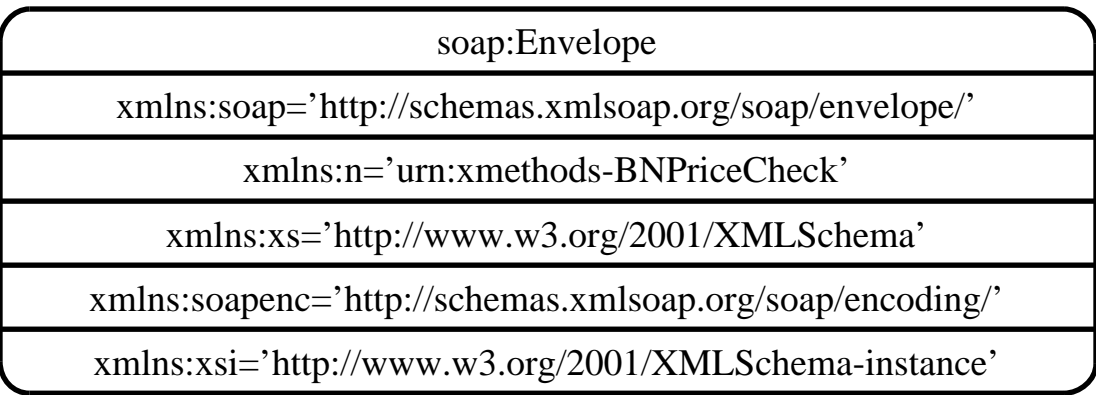 soap:Envelope
xmlns:soap=’http://schemas.xmlsoap.org/soap/envelope/’
xmlns:n=’urn:xmethods-BNPriceCheck’
xmlns:xs=’http://www.w3.org/2001/XMLSchema’
xmlns:soapenc=’http://schemas.xmlsoap.org/soap/encoding/’
xmlns:xsi=’http://www.w3.org/2001/XMLSchema-instance’